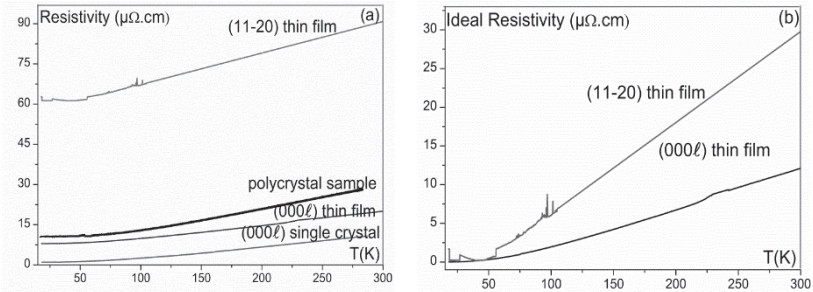 Resistivity (μΩ.cm) (a)
90
75
60
45
30
15
0
(11-20) thin film
polycrystal sample
(000ℓ) thin film
(000ℓ) single crystal
T(K)
50 100 150 200 250 300
Ideal Resistivity (μΩ.cm) (b)
30
25
20
15
10
5
0
(11-20) thin film
(000ℓ) thin film
T(K)
50 100 150 200 250 300